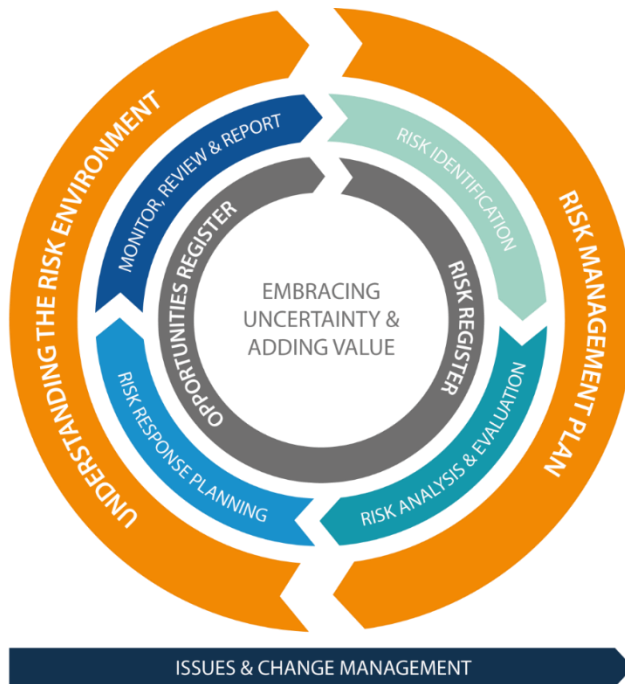 UNDERSTANDING THE RISK ENVIRONMENT
RISK MANAGEMENT PLAN
MONITOR, REVIEW & REPORT
RISK IDENTIFICATION
RISK ANALYSIS & EVALUATION
RISK RESPONSE PLANNING
OPPORTUNITIES REGISTER
RISK REGISTER
EMBRACING
UNCERTAINTY &
ADDING VALUE
ISSUES & CHANGE MANAGEMENT